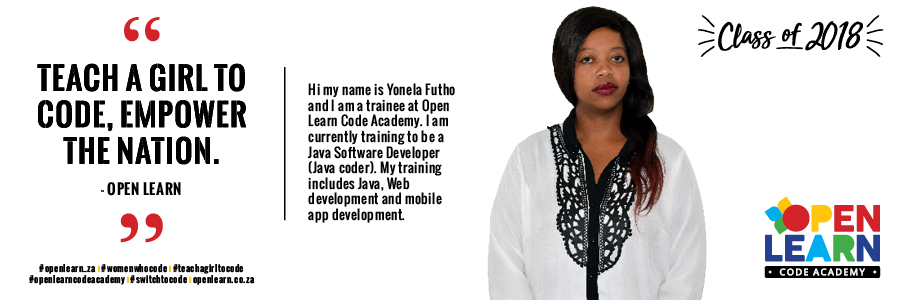 “
TEACH A GIRL TO
CODE, EMPOWER
THE NATION.
- OPEN LEARN
”
#openlearn_za | #womenwhocode | #teachagirltocode
#openlearncodeacademy | #switchtocode | openlearn.co.za
Hi my name is Yonela Futho
and I am a trainee at Open
Learn Code Academy. I am
currently training to be a
Java Software Developer
(Java coder). My training
includes Java, Web
development and mobile
app development.
Class of 2018
OPEN
LEARN
• CODE ACADEMY •